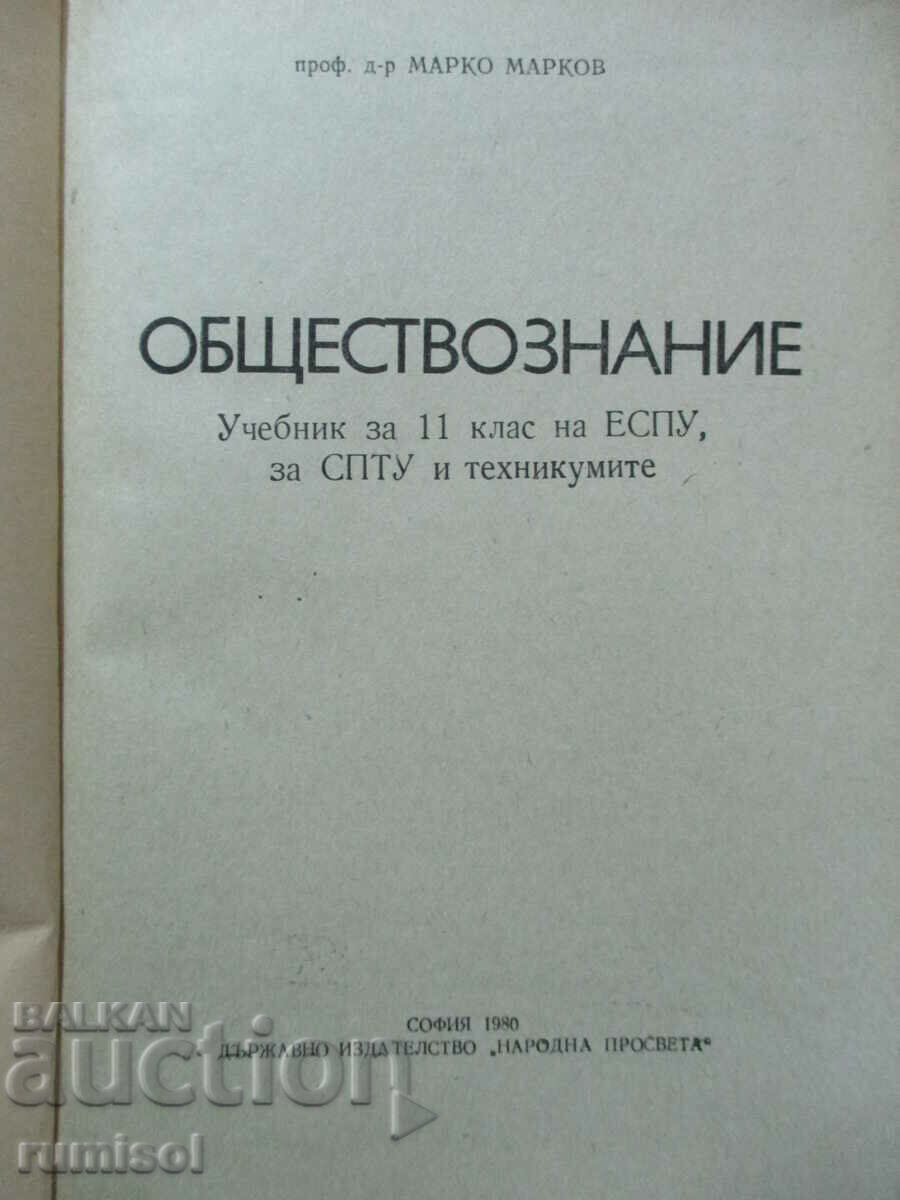 проф. д-р МАРКО МАРКОВ
ОБЩЕСТВОЗНАНИЕ
Учебник за 11 клас на ЕСПУ,
за СПТУ и техникумите
СОФИЯ 1980
ДЪРЖАВНО ИЗДАТЕЛСТВО „НАРОДНА ПРОСВЕТА“
BALKAN
auction
rumisol